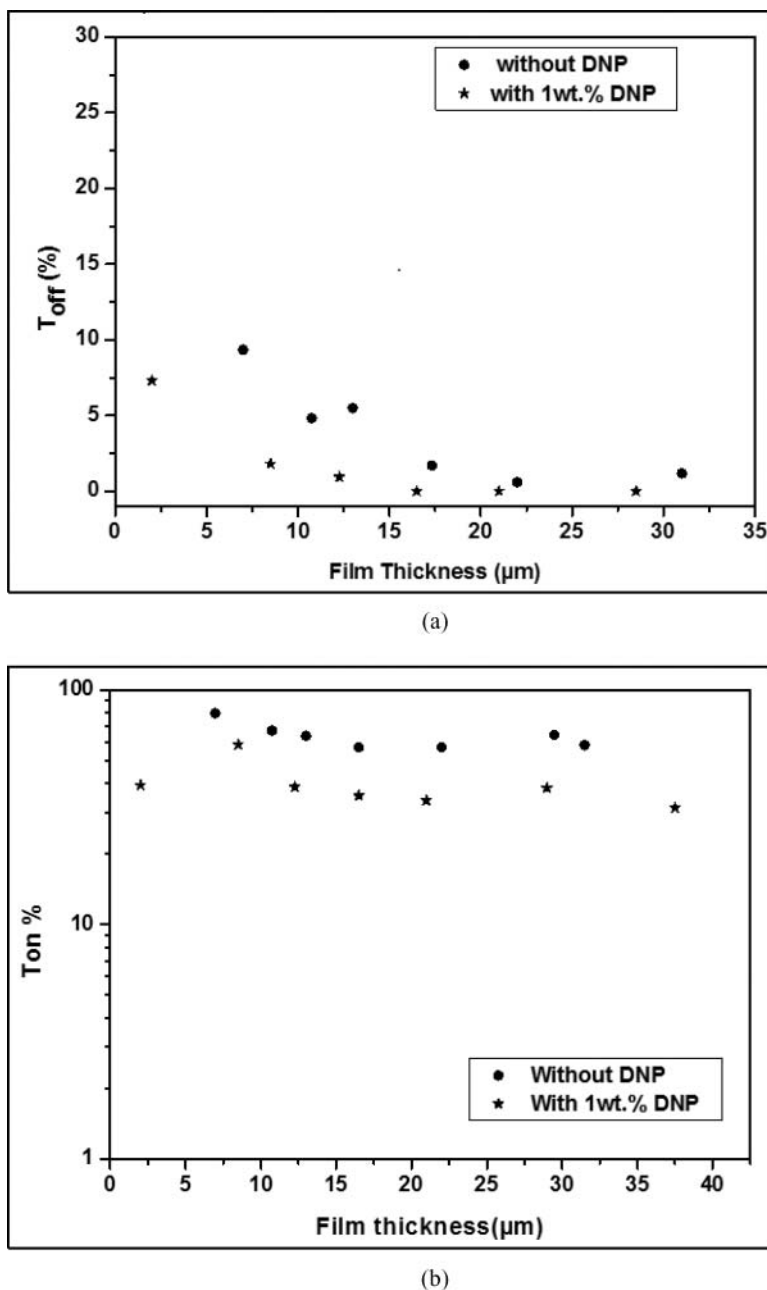 30
25
20
15
10
5
0
T_off (%)
without DNP
with 1wt.% DNP
0 5 10 15 20 25 30 35
Film Thickness (µm)
(a)
100
10
1
Ton %
Without DNP
With 1wt.% DNP
0 5 10 15 20 25 30 35 40
Film thickness(µm)
(b)